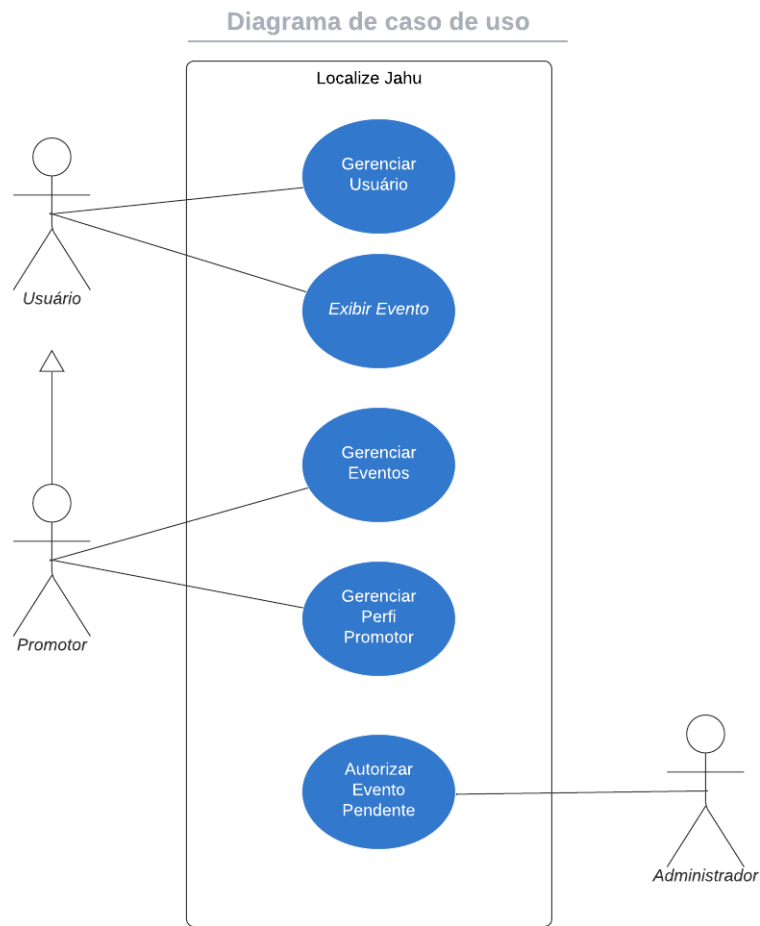 Diagrama de caso de uso
Localize Jahu
Gerenciar
Usuário
Usuário
Exibir Evento
Gerenciar
Eventos
Gerenciar
Perfi
Promotor
Promotor
Autorizar
Evento
Pendente
Administrador